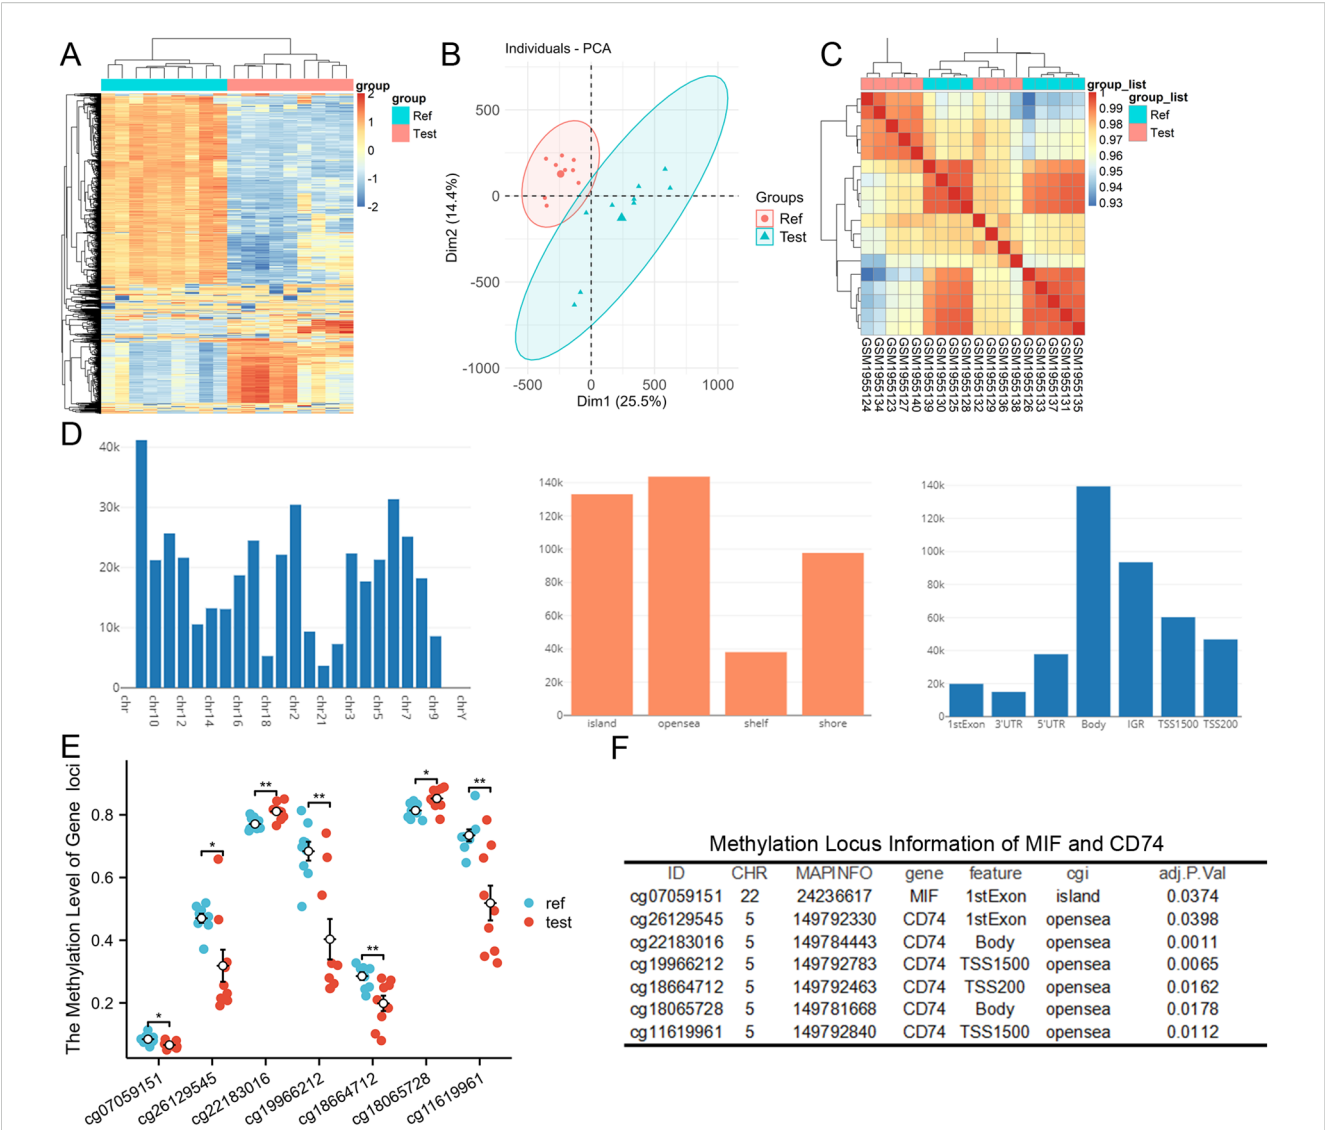 A
group
2
1
0
-1
-2
group
Ref
Test
B
Individuals - PCA
500
0
-500
-1000
-500
0
500
1000
Dim2 (14.4%)
Dim1 (25.5%)
Groups
Ref
Test
C
group_list
1
0.99
0.98
0.97
0.96
0.95
0.94
0.93
group_list
Ref
Test
GSM1955124
GSM1955134
GSM1955123
GSM1955127
GSM1955140
GSM1955139
GSM1955130
GSM1955125
GSM1955128
GSM1955132
GSM1955129
GSM1955136
GSM1955138
GSM1955126
GSM1955133
GSM1955137
GSM1955131
GSM1955135
D
40k
30k
20k
10k
0
chr
chr10
chr12
chr14
chr16
chr18
chr2
chr21
chr3
chr5
chr7
chr9
chrY
140k
120k
100k
80k
60k
40k
20k
0
island
opensea
shelf
shore
140k
120k
100k
80k
60k
40k
20k
0
1stExon
3'UTR
5'UTR
Body
IGR
TSS1500
TSS200
E
The Methylation Level of Gene loci
0.8
0.6
0.4
0.2
*
*
**
**
**
*
**
ref
test
cg07059151
cg26129545
cg22183016
cg19966212
cg18664712
cg18065728
cg11619961
F
Methylation Locus Information of MIF and CD74
ID CHR MAPINFO gene feature cgi adj.P.Val
cg07059151 22 24236617 MIF 1stExon island 0.0374
cg26129545 5 149792330 CD74 1stExon opensea 0.0398
cg22183016 5 149784443 CD74 Body opensea 0.0011
cg19966212 5 149792783 CD74 TSS1500 opensea 0.0065
cg18664712 5 149792463 CD74 TSS200 opensea 0.0162
cg18065728 5 149781668 CD74 Body opensea 0.0178
cg11619961 5 149792840 CD74 TSS1500 opensea 0.0112